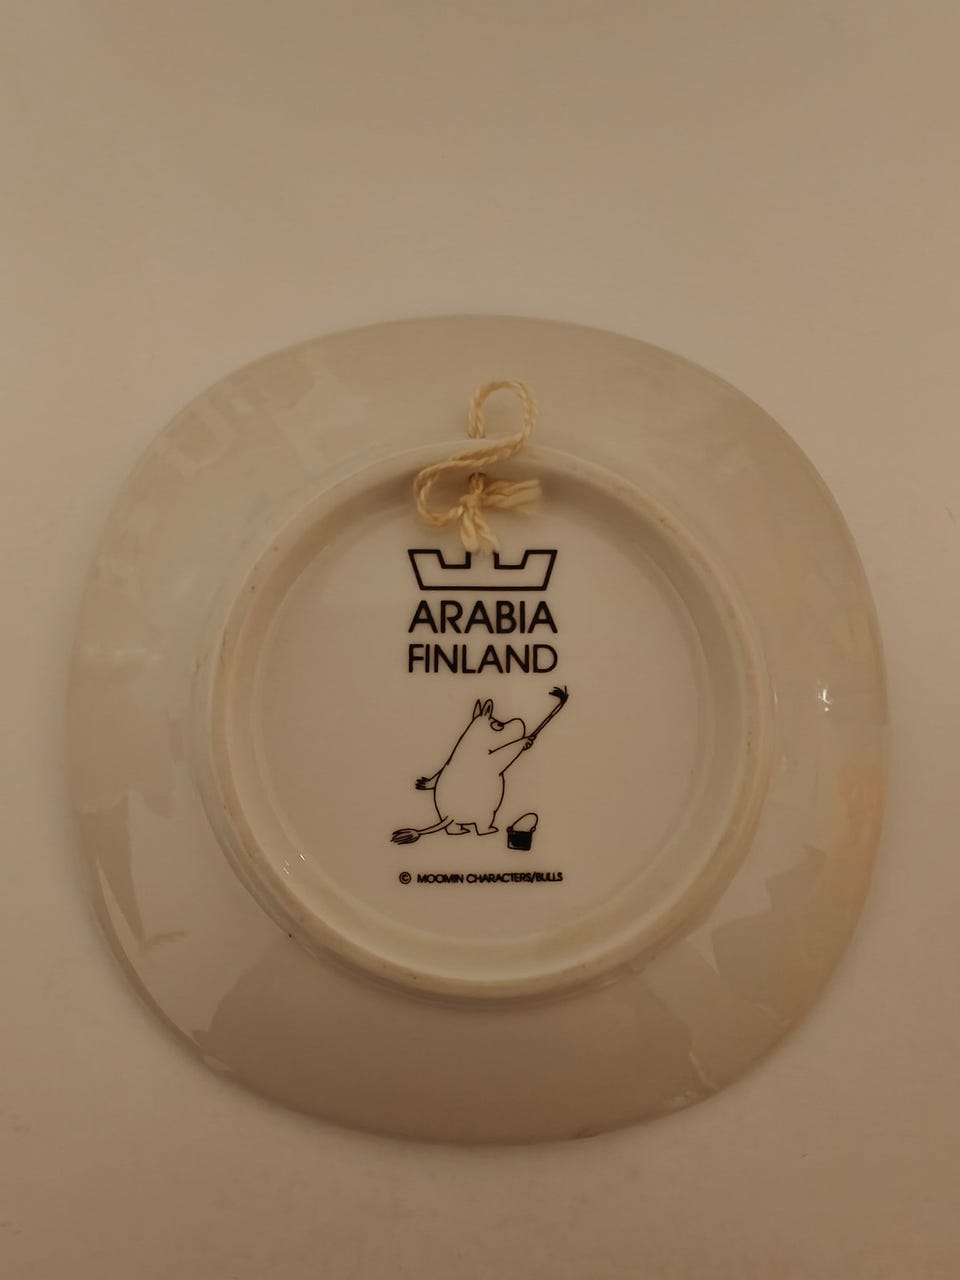 ARABIA
FINLAND
© MOOMIN CHARACTERS/BULLS